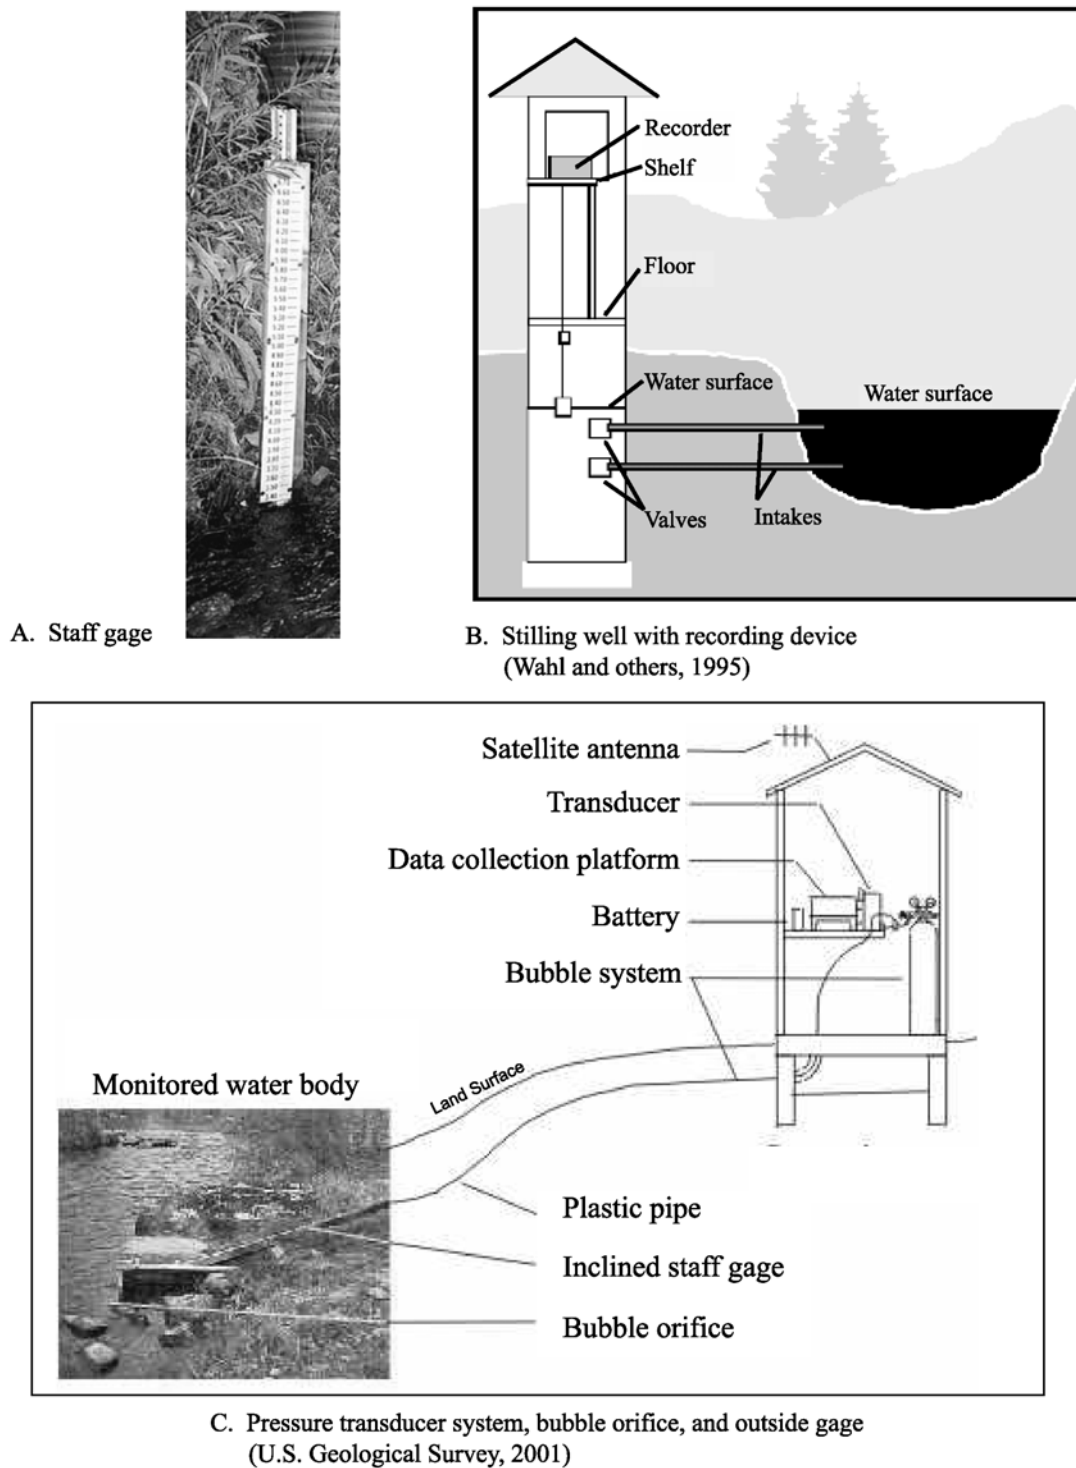 Recorder
Shelf
Floor
Water surface
Water surface
Valves
Intakes
A. Staff gage
B. Stilling well with recording device
(Wahl and others, 1995)
Satellite antenna
Transducer
Data collection platform
Battery
Bubble system
Land Surface
Monitored water body
Plastic pipe
Inclined staff gage
Bubble orifice
C. Pressure transducer system, bubble orifice, and outside gage
(U.S. Geological Survey, 2001)